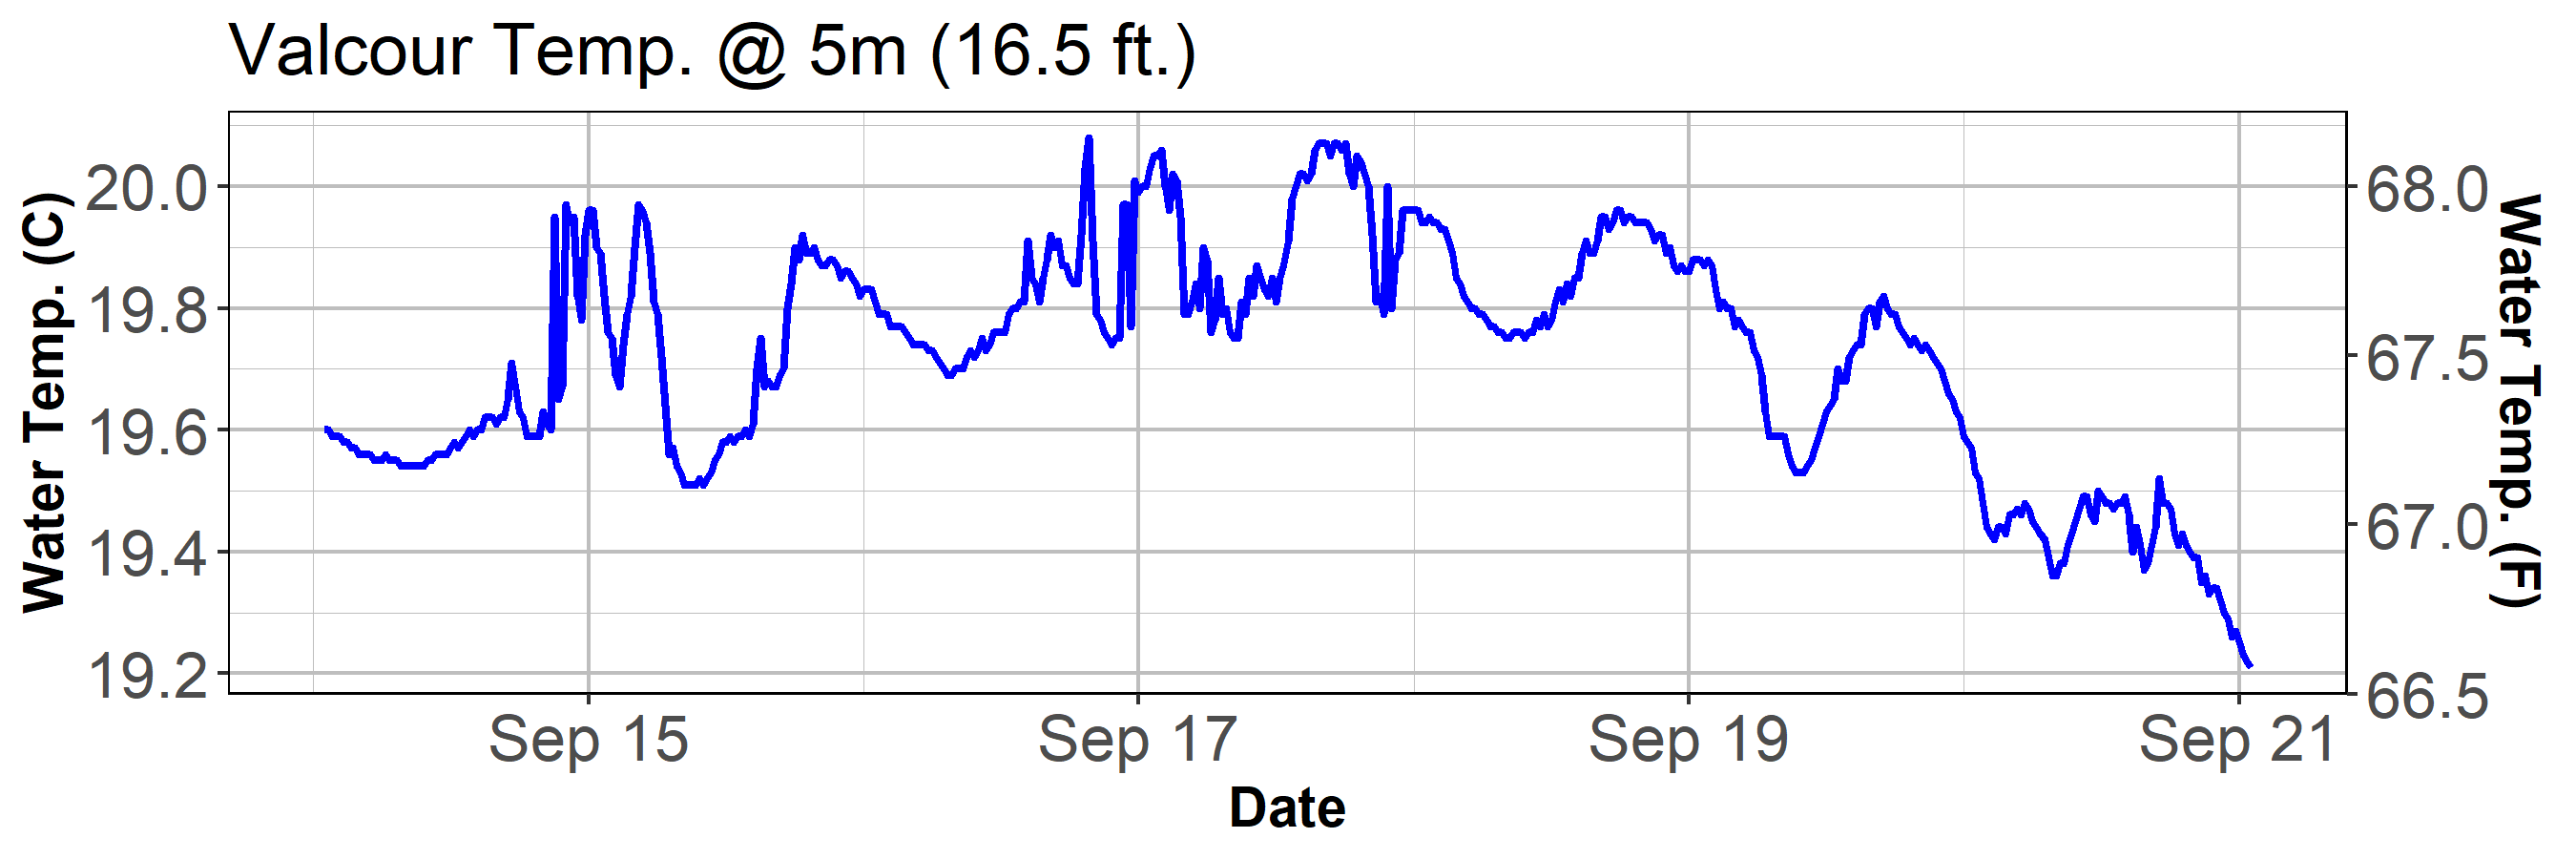 Valcour Temp. @ 5m (16.5 ft.)
Water Temp. (C)
20.0
19.8
19.6
19.4
19.2
68.0
67.5
67.0
66.5
Water Temp. (F)
Sep 15
Sep 17
Sep 19
Sep 21
Date